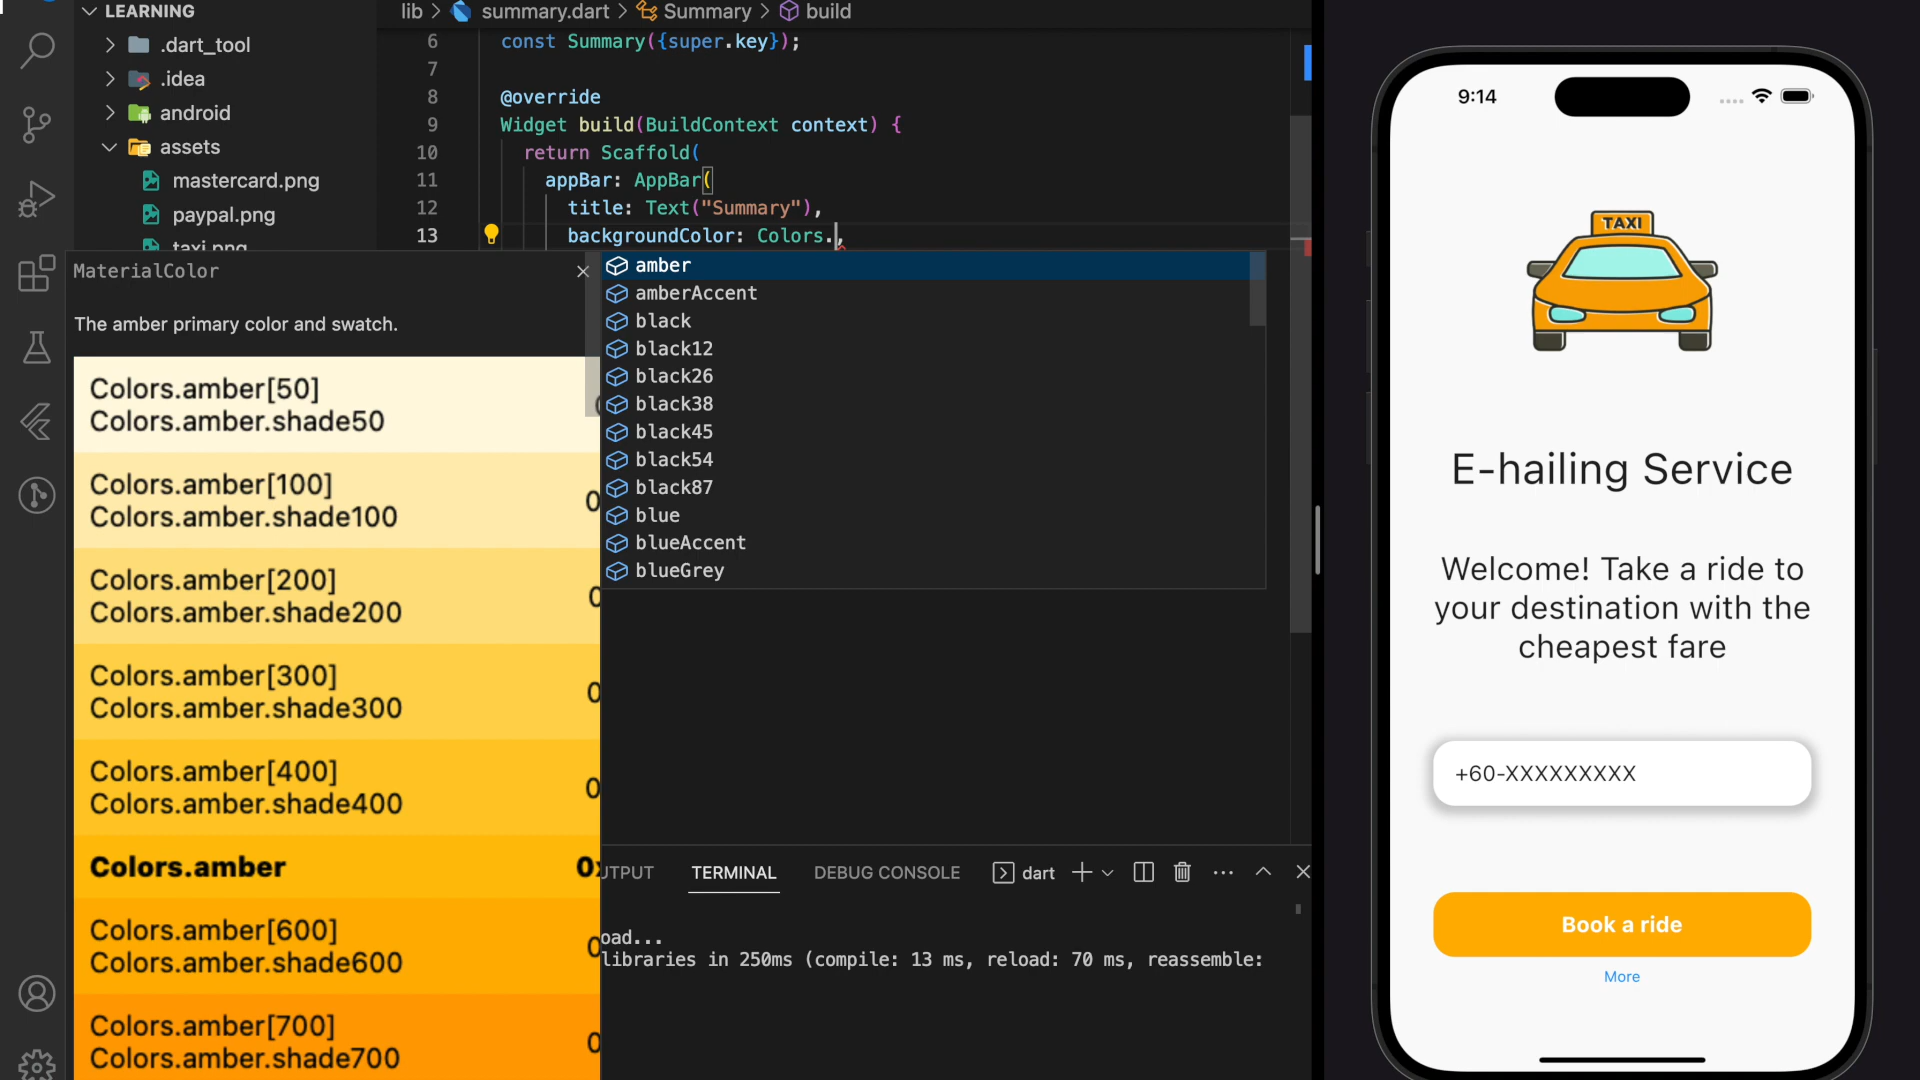 LEARNING
.dart_tool
.idea
android
assets
mastercard.png
paypal.png
taxi.png
lib > summary.dart > Summary > build
6 const Summary({super.key});
7
8 @override
9 Widget build(BuildContext context) {
10 return Scaffold(
11 appBar: AppBar(
12 title: Text("Summary"),
13 backgroundColor: Colors.,
MaterialColor
The amber primary color and swatch.
Colors.amber[50]
Colors.amber.shade50
Colors.amber[100]
Colors.amber.shade100
Colors.amber[200]
Colors.amber.shade200
Colors.amber[300]
Colors.amber.shade300
Colors.amber[400]
Colors.amber.shade400
Colors.amber
Colors.amber[600]
Colors.amber.shade600
Colors.amber[700]
Colors.amber.shade700
amber
amberAccent
black
black12
black26
black38
black45
black54
black87
blue
blueAccent
blueGrey
UTPUT TERMINAL DEBUG CONSOLE dart
oad...
libraries in 250ms (compile: 13 ms, reload: 70 ms, reassemble:
9:14
TAXI
E-hailing Service
Welcome! Take a ride to
your destination with the
cheapest fare
+60-XXXXXXXXX
Book a ride
More